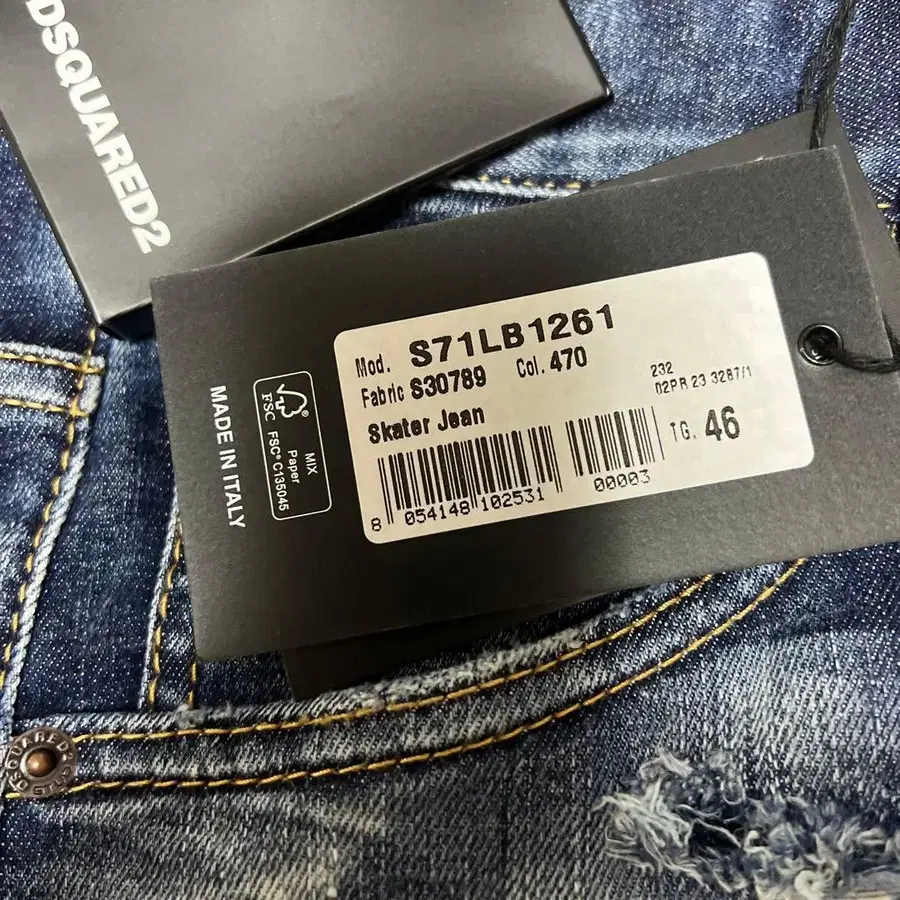 DSQUARED2
Mod. S71LB1261
Fabric S30789 Col. 470
232
02PR 23 3287/1
Skater Jean
TG. 46
8 054148 102531
00003
MADE IN ITALY
FSC
MIX
Paper
FSC® C135045
DSQUARED2